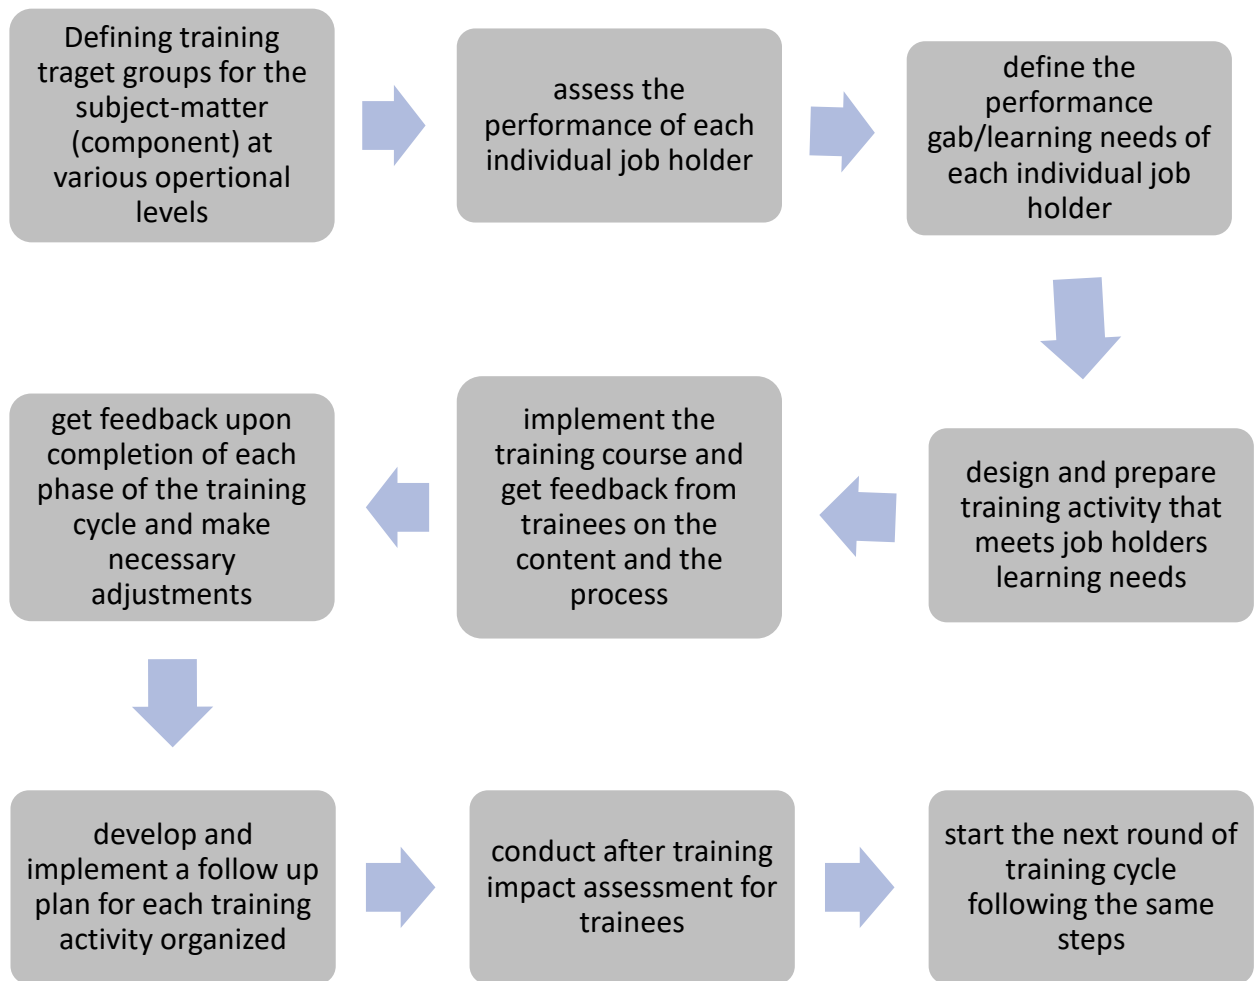 Defining training
traget groups for the
subject-matter
(component) at
various opertional
levels
assess the
performance of each
individual job holder
define the
performance
gab/learning needs of
each individual job
holder
design and prepare
training activity that
meets job holders
learning needs
implement the
training course and
get feedback from
trainees on the
content and the
process
get feedback upon
completion of each
phase of the training
cycle and make
necessary
adjustments
develop and
implement a follow up
plan for each training
activity organized
conduct after training
impact assessment for
trainees
start the next round of
training cycle
following the same
steps